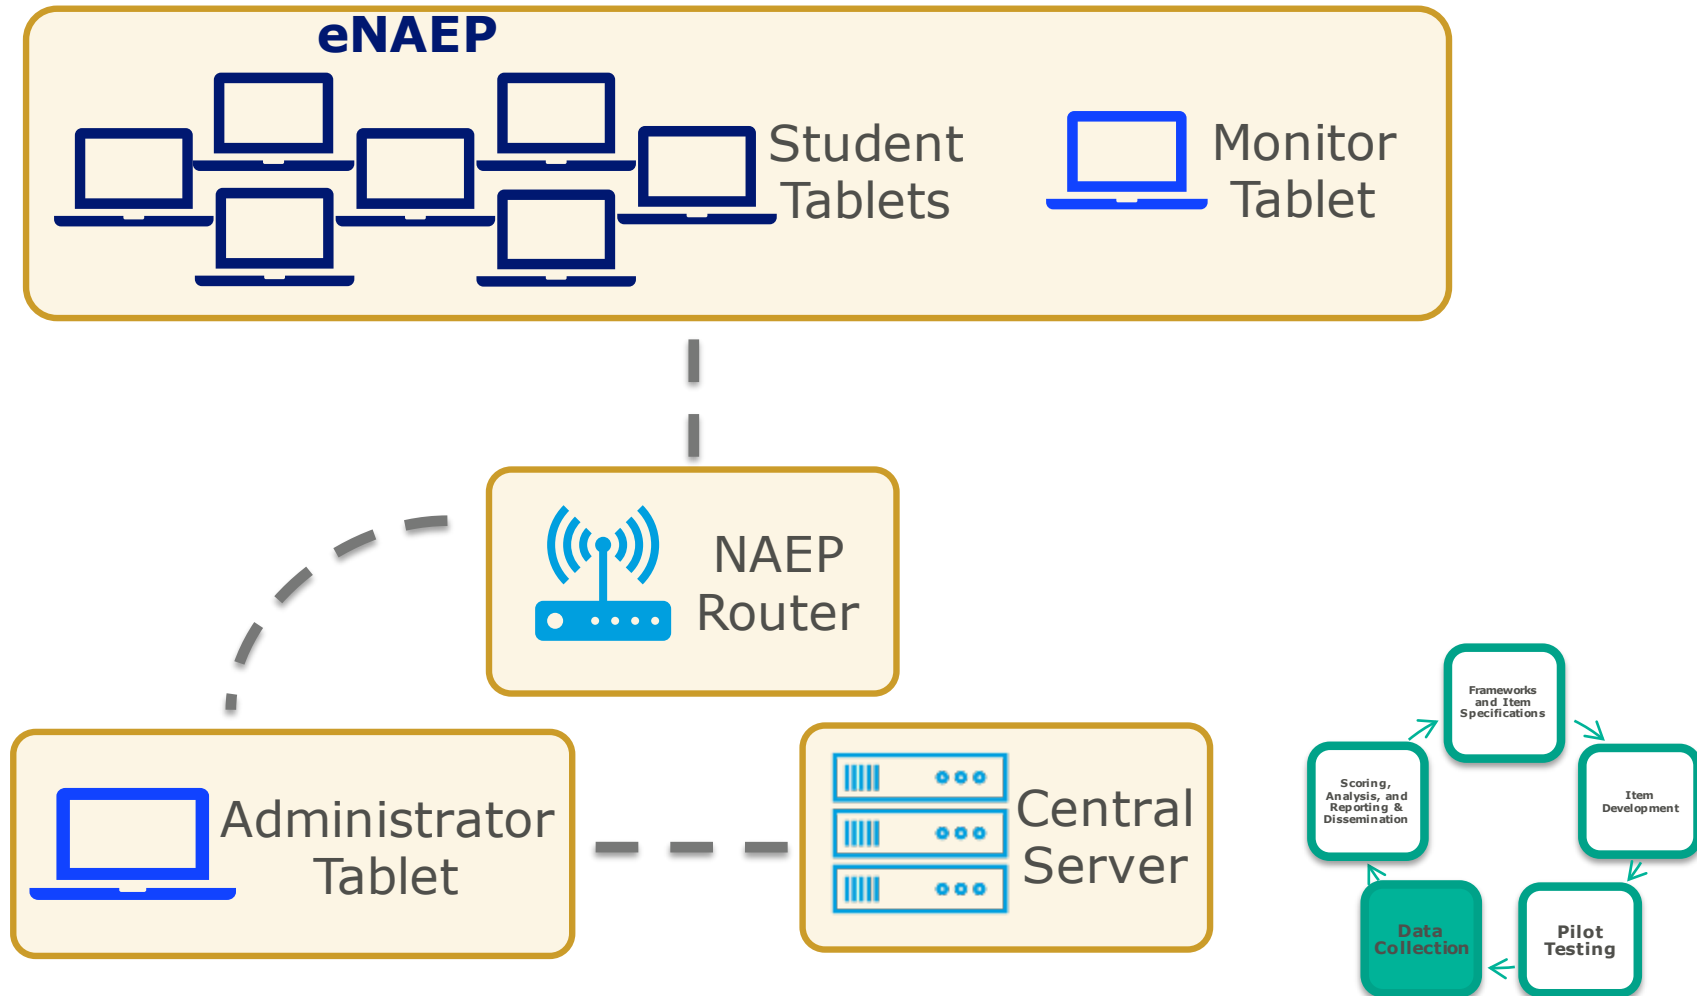 eNAEP
Student
Tablets
Monitor
Tablet
NAEP
Router
Administrator
Tablet
Central
Server
Frameworks
and Item
Specifications
Item
Development
Pilot
Testing
Data
Collection
Scoring,
Analysis, and
Reporting &
Dissemination